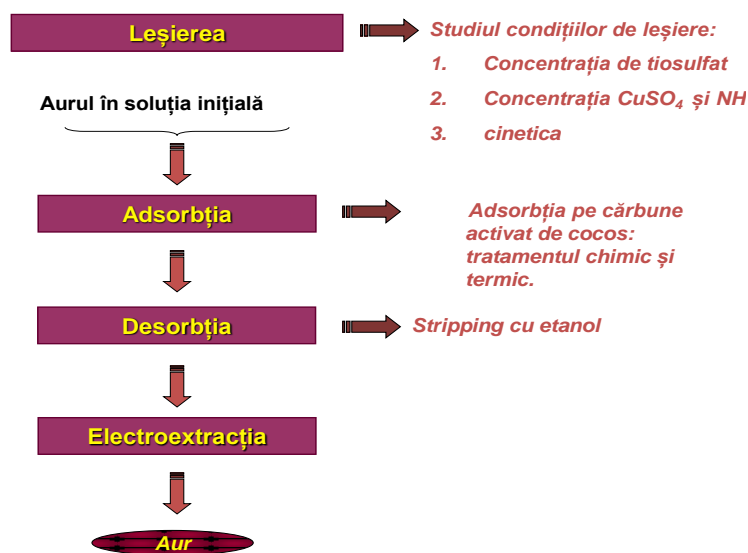 Leșierea
Studiul condițiilor de leșiere:
1. Concentrația de tiosulfat
2. Concentrația CuSO₄ și NH
3. cinetica
Aurul în soluția inițială
Adsorbția
Adsorbția pe cărbune
activat de cocos:
tratamentul chimic și
termic.
Desorbția
Stripping cu etanol
Electroextracția
Aur